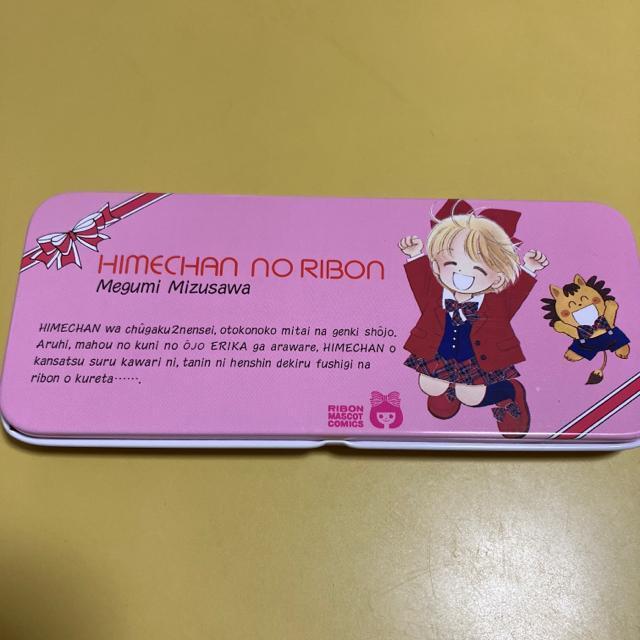 HIMECHAN NO RIBON
Megumi Mizusawa
HIMECHAN wa chūgaku2nensei, otokonoko mitai na genki shōjo.
Aruhi, mahou no kuni no ŌJO ERIKA ga araware, HIMECHAN o
kansatsu suru kawari ni, tanin ni henshin dekiru fushigi na
ribon o kureta…….
RIBON
MASCOT
COMICS